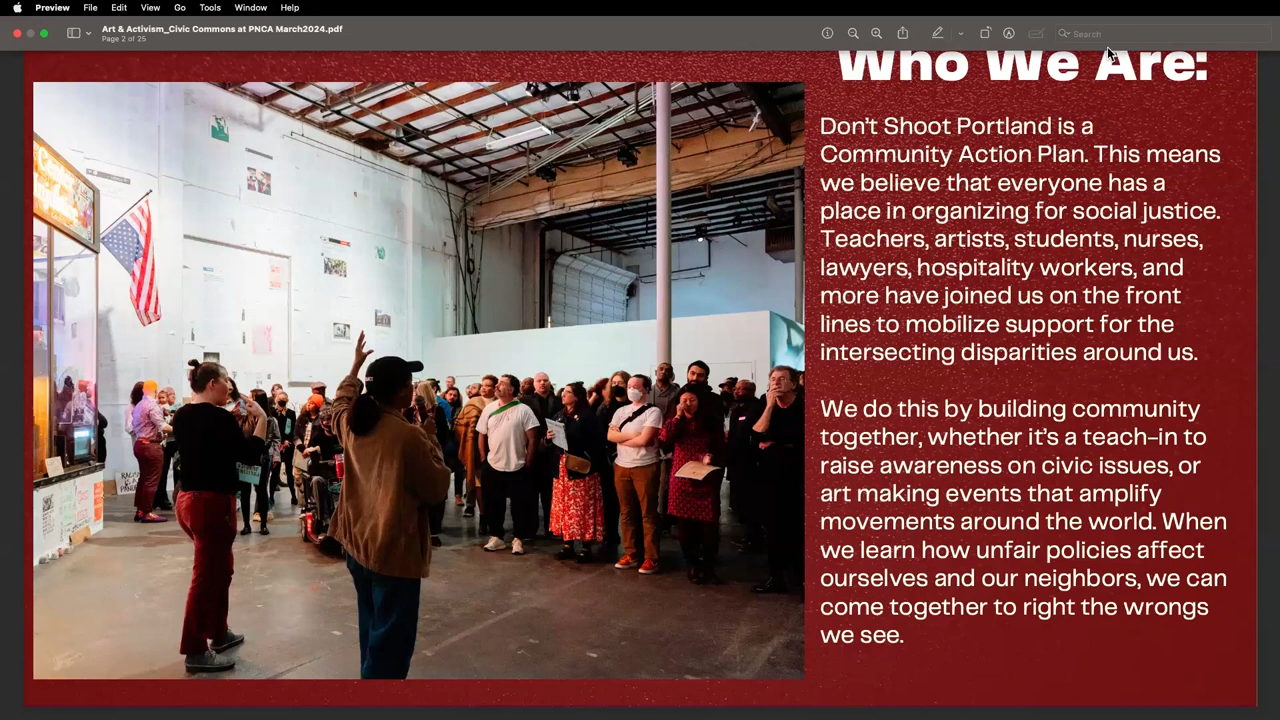 Preview File Edit View Go Tools Window Help
Art & Activism_Civic Commons at PNCA March2024.pdf
Page 2 of 25
Search
Who We Are:
Don't Shoot Portland is a
Community Action Plan. This means
we believe that everyone has a
place in organizing for social justice.
Teachers, artists, students, nurses,
lawyers, hospitality workers, and
more have joined us on the front
lines to mobilize support for the
intersecting disparities around us.
We do this by building community
together, whether it's a teach-in to
raise awareness on civic issues, or
art making events that amplify
movements around the world. When
we learn how unfair policies affect
ourselves and our neighbors, we can
come together to right the wrongs
we see.